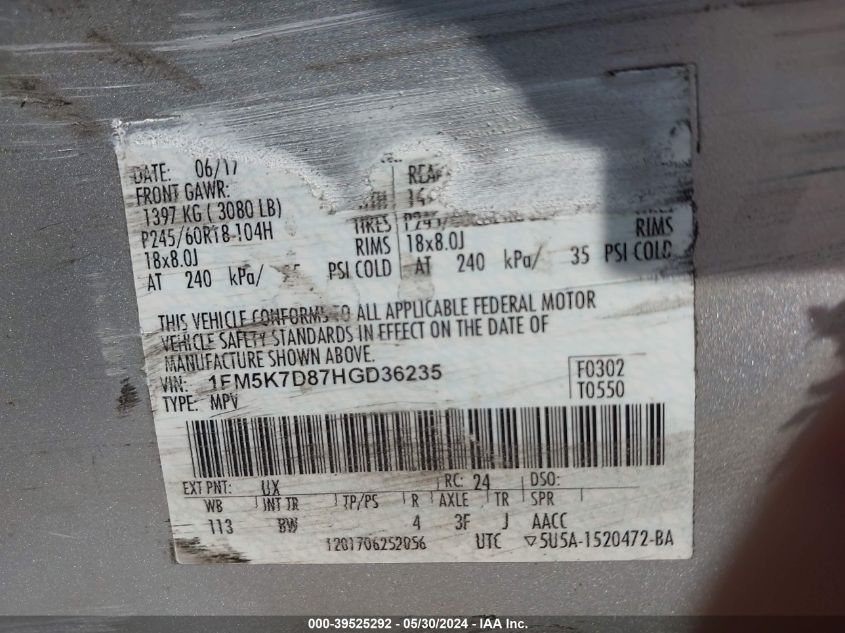 DATE: 06/17
FRONT GAWR: REAR
1397 KG ( 3080 LB)
P245/60R18-104H TIRES
18x8.0J RIMS 18x8.0J RIMS
AT 240 kPa/ PSI COLD AT 240 kPa/ 35 PSI COLD
THIS VEHICLE CONFORMS TO ALL APPLICABLE FEDERAL MOTOR
VEHICLE SAFETY STANDARDS IN EFFECT ON THE DATE OF
MANUFACTURE SHOWN ABOVE.
VIN: 1FM5K7D87HGD36235 F0302
TYPE: MPV T0550
EXT PNT: UX RC: 24 DSO:
WB INT TR TP/PS R AXLE TR SPR
113 BW 4 3F J AACC
UTC ▽5U5A-1520472-BA
000-39525292 - 05/30/2024 - IAA Inc.